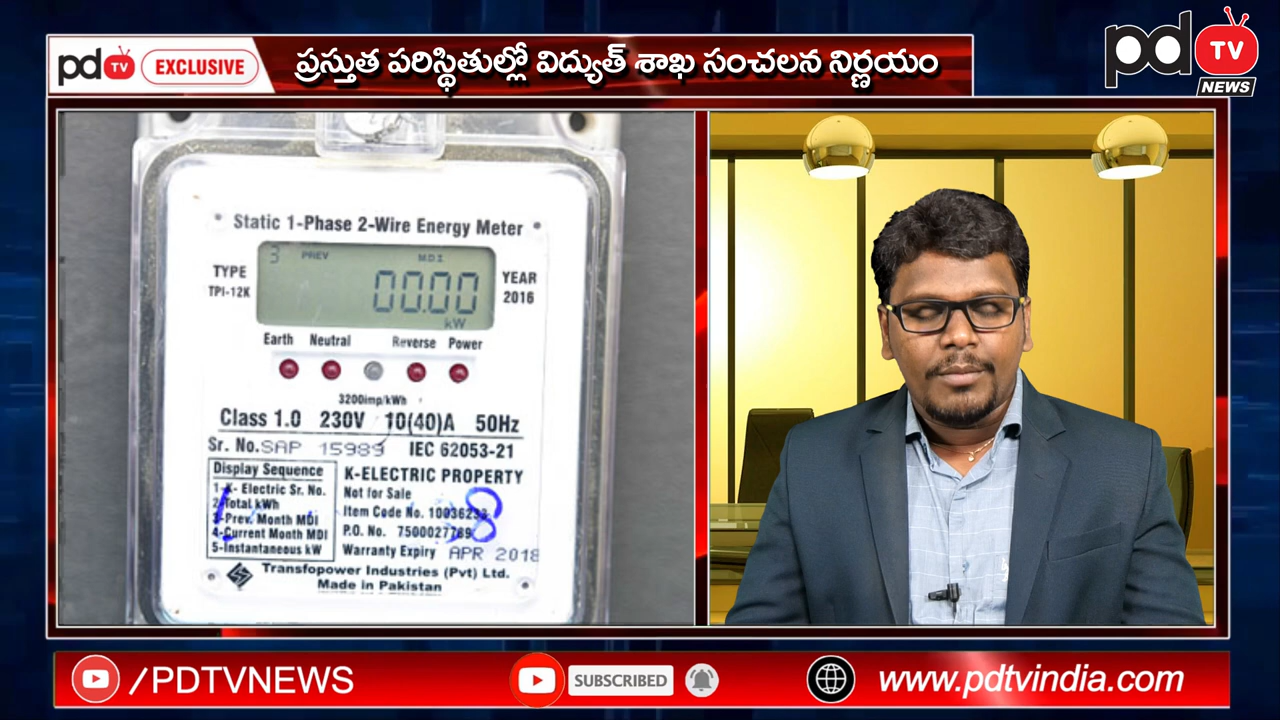 pd TV EXCLUSIVE
ప్రస్తుత పరిస్థితుల్లో విద్యుత్ శాఖ సంచలన నిర్ణయం
pd TV NEWS
Static 1-Phase 2-Wire Energy Meter
3 PREV M.D.I
TYPE
TPI-12K
00.00
kW
YEAR
2016
Earth Neutral Reverse Power
3200imp/kWh
Class 1.0 230V 10(40)A 50Hz
Sr. No. SAP 15989 IEC 62053-21
Display Sequence
1-K- Electric Sr. No.
2-Total kWh
3-Prev. Month MDI
4-Current Month MDI
5-Instantaneous kW
K-ELECTRIC PROPERTY
Not for Sale
Item Code No.
P.O. No.
Warranty Expiry APR 2018
Transfopower Industries (Pvt) Ltd.
Made in Pakistan
/PDTVNEWS
SUBSCRIBED
www.pdtvindia.com